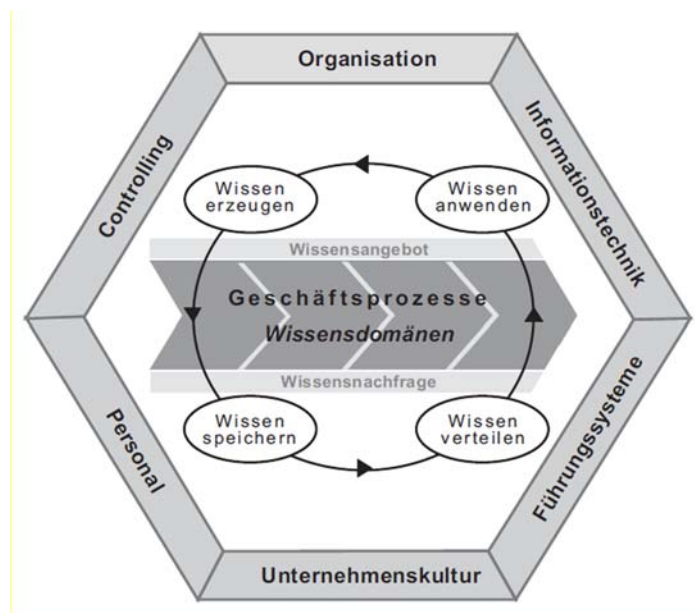 Organisation
Controlling
Informationstechnik
Wissen
erzeugen
Wissen
anwenden
Wissensangebot
Geschäftsprozesse
Wissensdomänen
Wissensnachfrage
Wissen
speichern
Wissen
verteilen
Personal
Führungssysteme
Unternehmenskultur